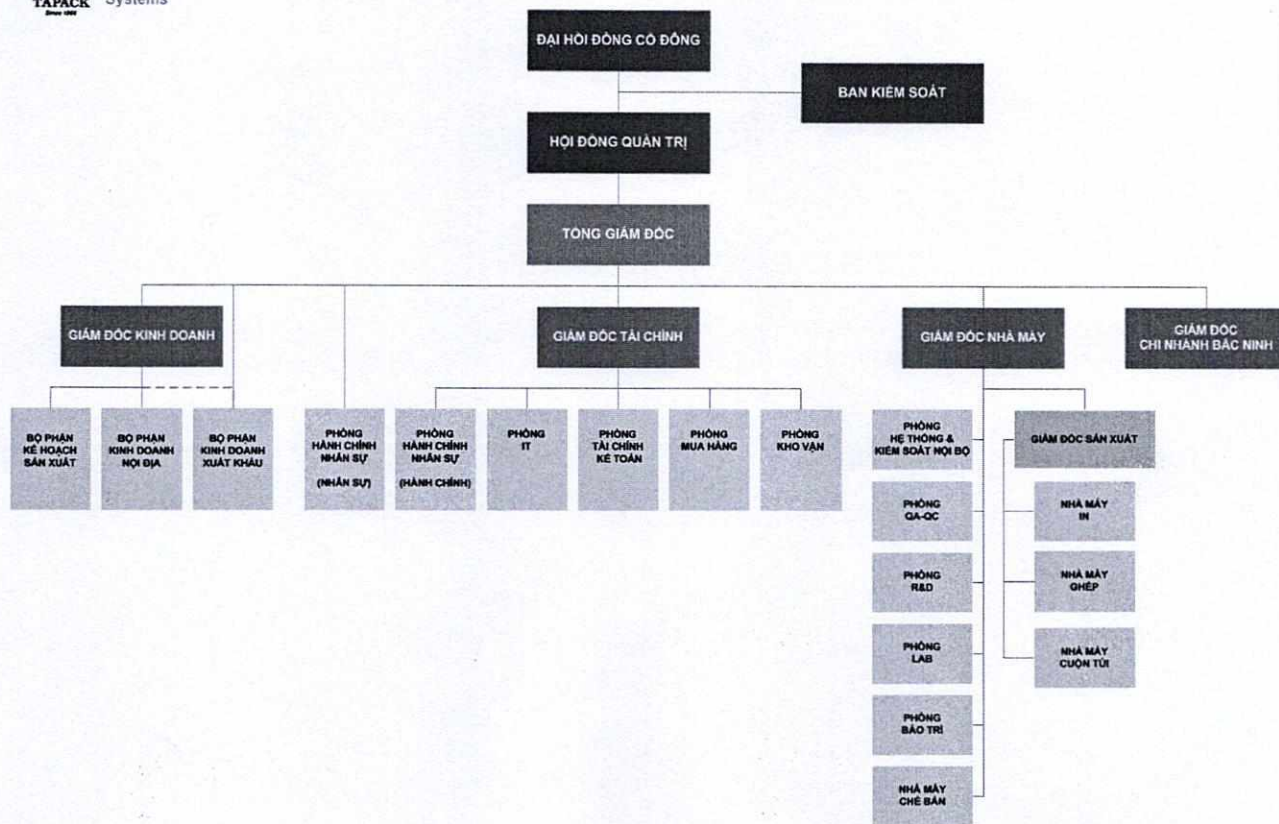 TAPACK
Since 1986
Systems
ĐẠI HỘI ĐỒNG CỔ ĐÔNG
BAN KIỂM SOÁT
HỘI ĐỒNG QUẢN TRỊ
TỔNG GIÁM ĐỐC
GIÁM ĐỐC KINH DOANH
GIÁM ĐỐC TÀI CHÍNH
GIÁM ĐỐC NHÀ MÁY
GIÁM ĐỐC
CHI NHÁNH BẮC NINH
BỘ PHẬN
KẾ HOẠCH
SẢN XUẤT
BỘ PHẬN
KINH DOANH
NỘI ĐỊA
BỘ PHẬN
KINH DOANH
XUẤT KHẨU
PHÒNG
HÀNH CHÍNH
NHÂN SỰ
(NHÂN SỰ)
PHÒNG
HÀNH CHÍNH
NHÂN SỰ
(HÀNH CHÍNH)
PHÒNG
IT
PHÒNG
TÀI CHÍNH
KẾ TOÁN
PHÒNG
MUA HÀNG
PHÒNG
KHO VẬN
PHÒNG
HỆ THỐNG &
KIỂM SOÁT NỘI BỘ
GIÁM ĐỐC SẢN XUẤT
PHÒNG
QA-QC
NHÀ MÁY
IN
PHÒNG
R&D
NHÀ MÁY
GHÉP
PHÒNG
LAB
NHÀ MÁY
CUỘN TÚI
PHÒNG
BẢO TRÌ
NHÀ MÁY
CHẾ BẢN